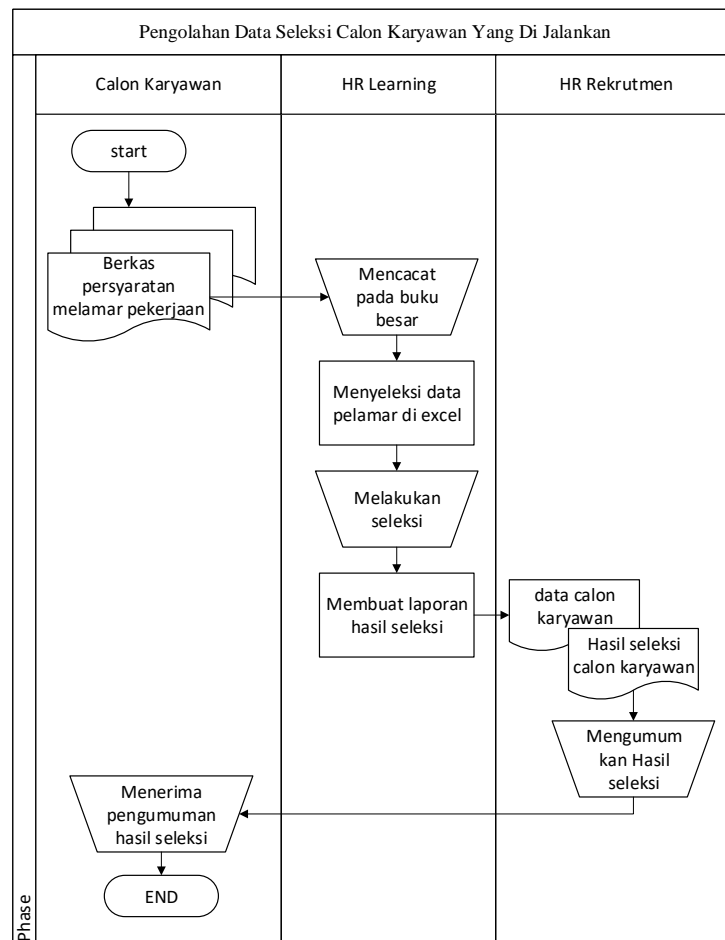 Pengolahan Data Seleksi Calon Karyawan Yang Di Jalankan
Calon Karyawan
HR Learning
HR Rekrutmen
start
Berkas
persyaratan
melamar pekerjaan
Mencacat
pada buku
besar
Menyeleksi data
pelamar di excel
Melakukan
seleksi
Membuat laporan
hasil seleksi
data calon
karyawan
Hasil seleksi
calon karyawan
Mengumum
kan Hasil
seleksi
Menerima
pengumuman
hasil seleksi
END
Phase